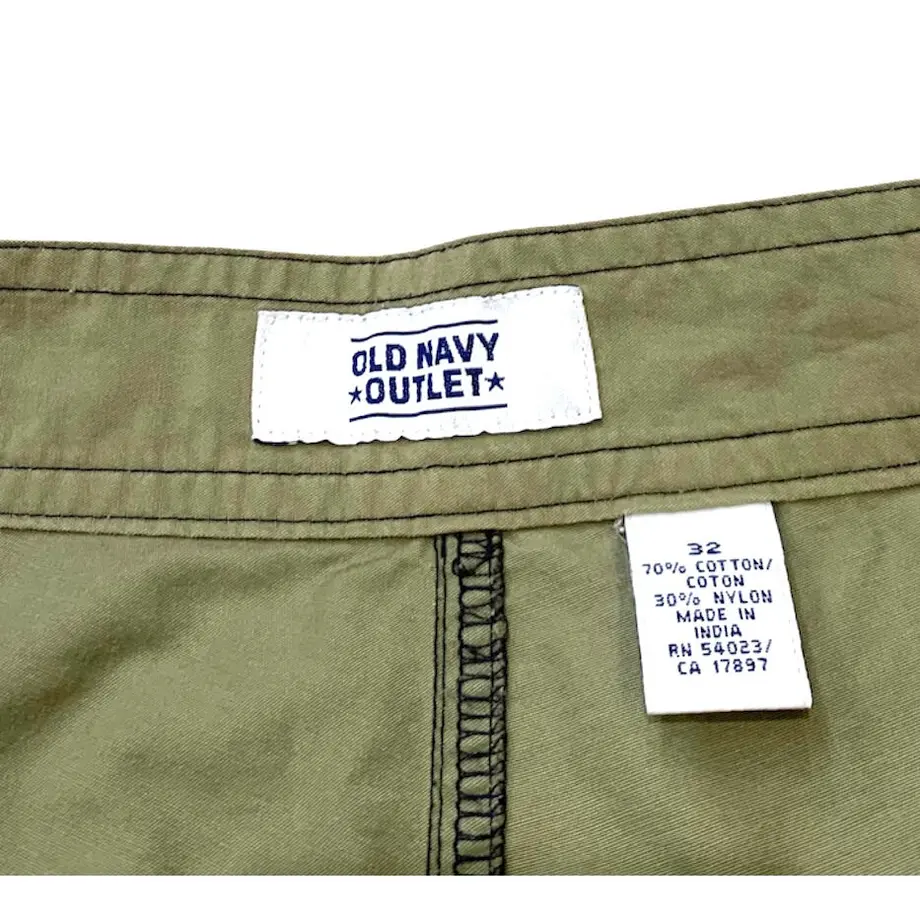 OLD NAVY
★OUTLET★
32
70% COTTON/
COTON
30% NYLON
MADE IN
INDIA
RN 54023/
CA 17897